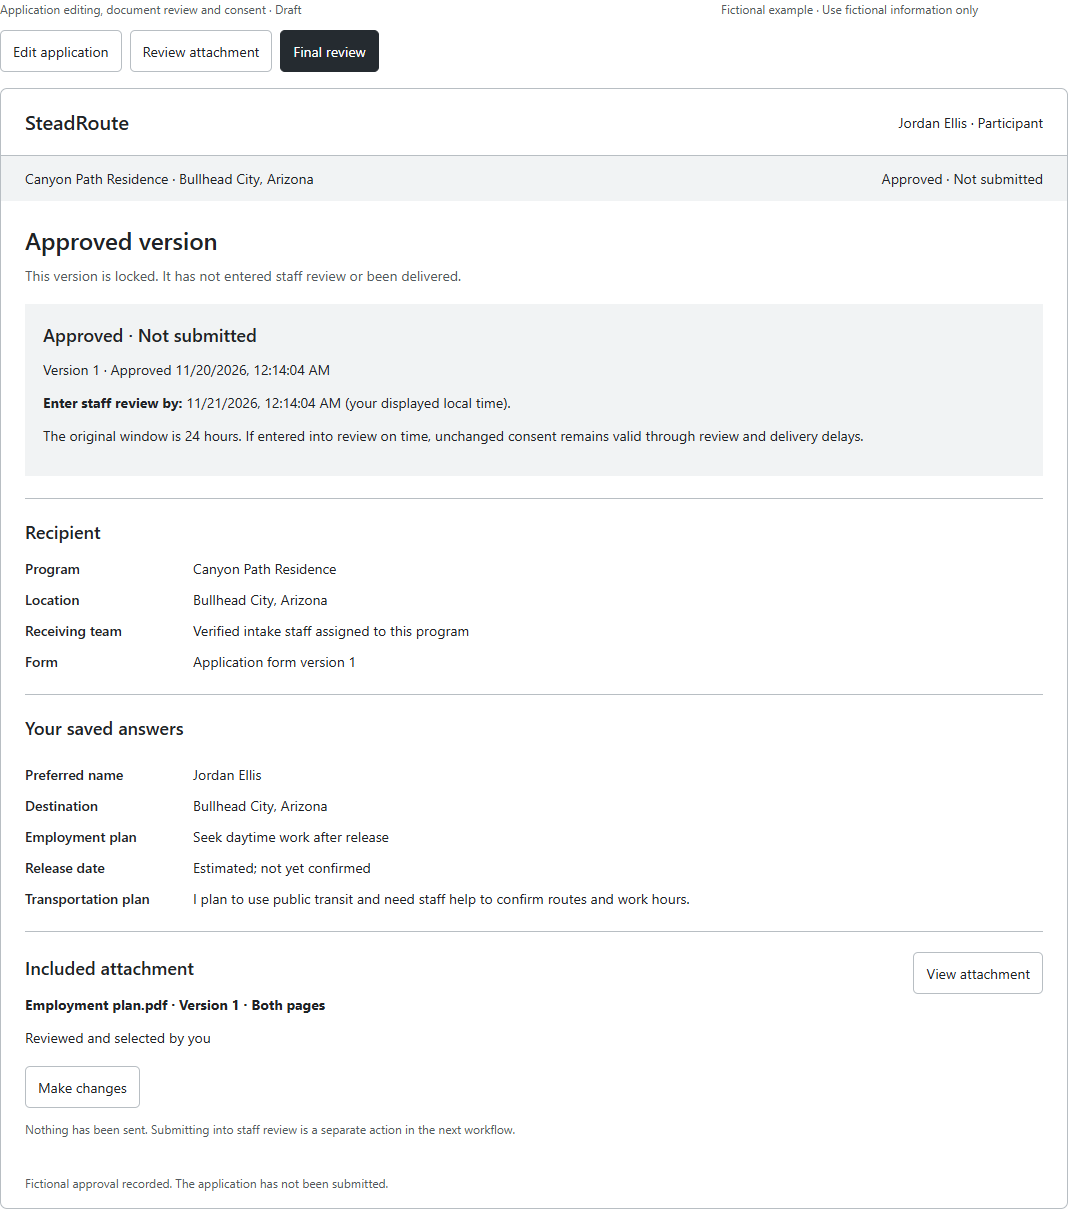 Application editing, document review and consent · Draft
Fictional example · Use fictional information only
Edit application
Review attachment
Final review
SteadRoute
Jordan Ellis · Participant
Canyon Path Residence · Bullhead City, Arizona
Approved · Not submitted
Approved version
This version is locked. It has not entered staff review or been delivered.
Approved · Not submitted
Version 1 · Approved 11/20/2026, 12:14:04 AM
Enter staff review by: 11/21/2026, 12:14:04 AM (your displayed local time).
The original window is 24 hours. If entered into review on time, unchanged consent remains valid through review and delivery delays.
Recipient
Program Canyon Path Residence
Location Bullhead City, Arizona
Receiving team Verified intake staff assigned to this program
Form Application form version 1
Your saved answers
Preferred name Jordan Ellis
Destination Bullhead City, Arizona
Employment plan Seek daytime work after release
Release date Estimated; not yet confirmed
Transportation plan I plan to use public transit and need staff help to confirm routes and work hours.
Included attachment
View attachment
Employment plan.pdf · Version 1 · Both pages
Reviewed and selected by you
Make changes
Nothing has been sent. Submitting into staff review is a separate action in the next workflow.
Fictional approval recorded. The application has not been submitted.